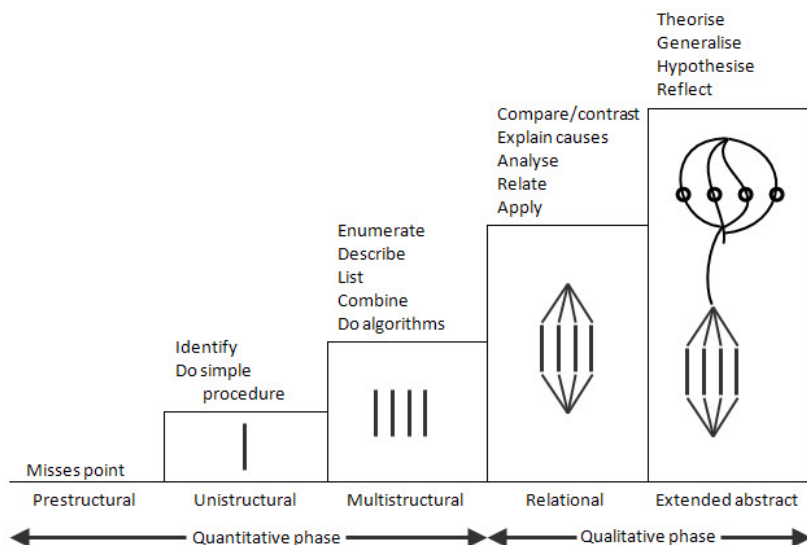 Theorise
Generalise
Hypothesise
Reflect
Compare/contrast
Explain causes
Analyse
Relate
Apply
Enumerate
Describe
List
Combine
Do algorithms
Identify
Do simple
procedure
Misses point
Prestructural
Unistructural
Multistructural
Relational
Extended abstract
Quantitative phase
Qualitative phase